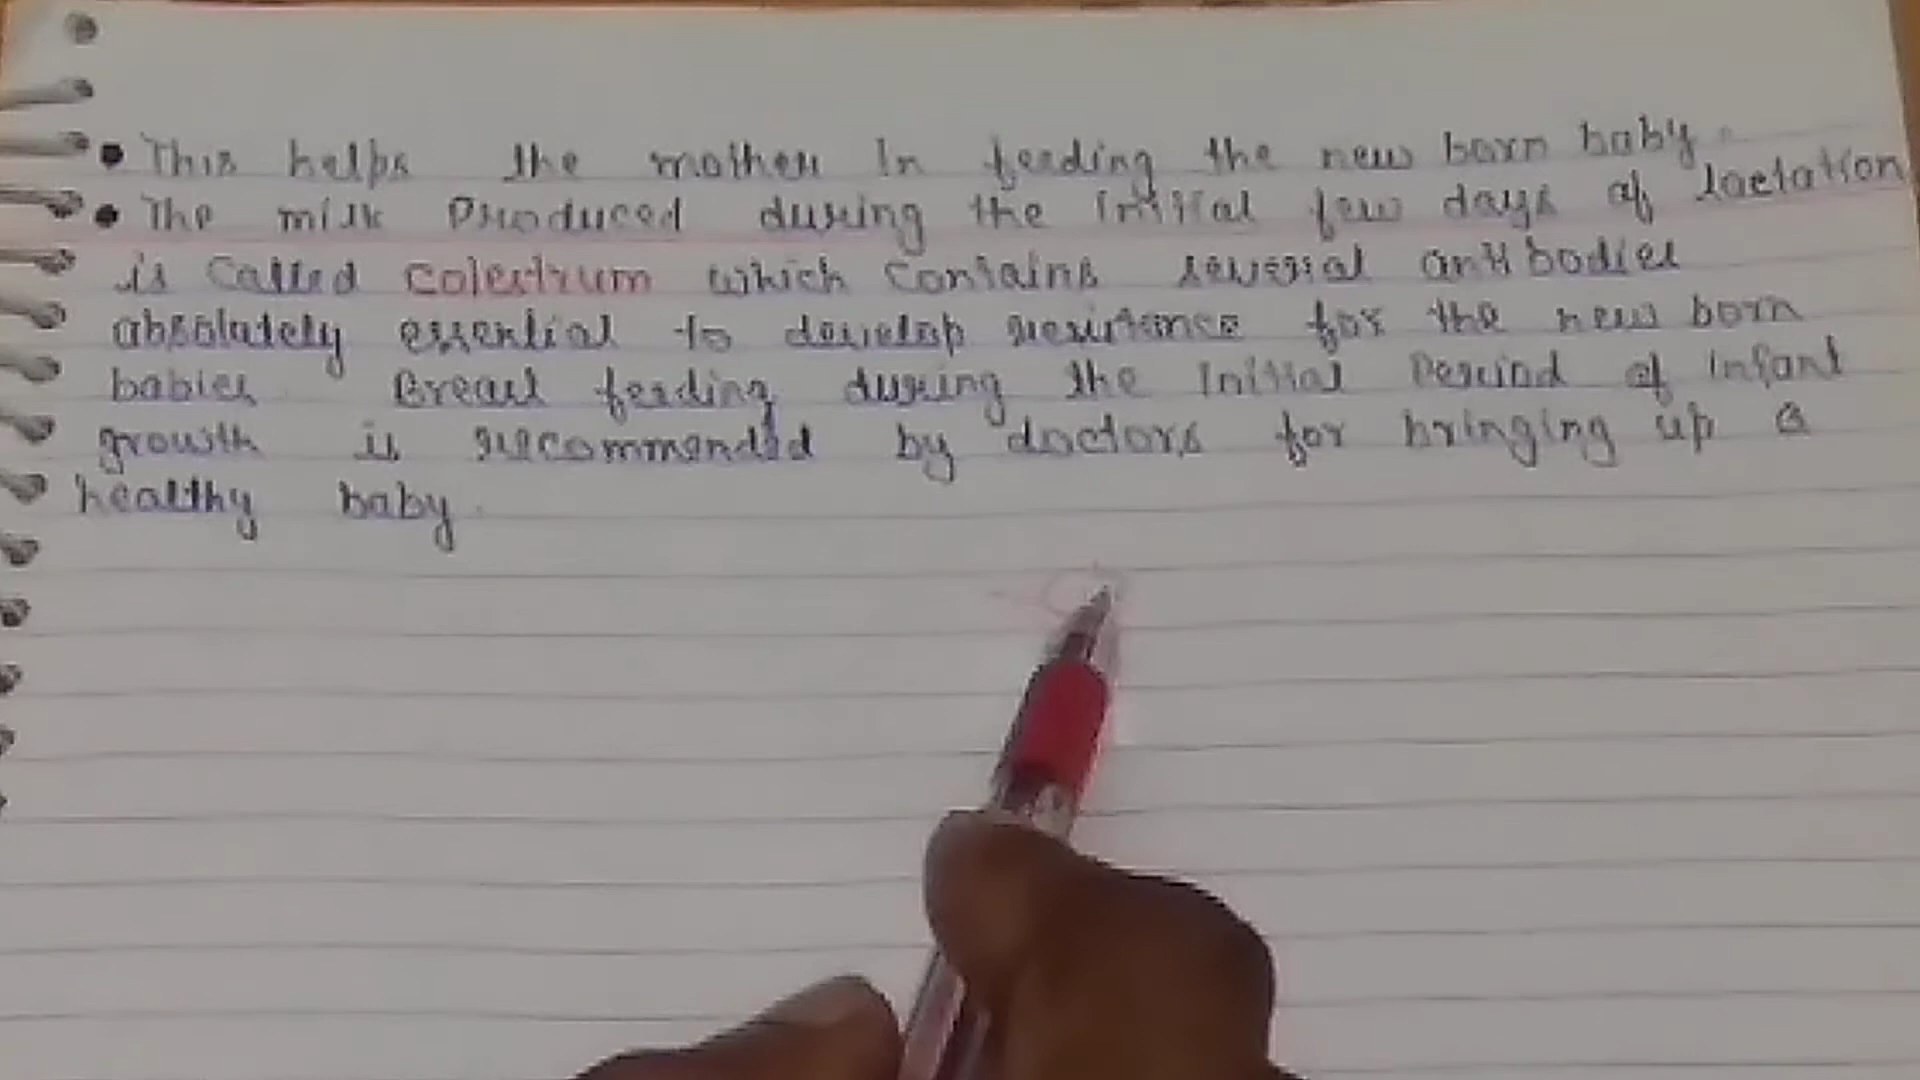 • This helps the mother In feeding the new born baby.
• The milk Produced during the initial few days of lactation
is Called Colestrum which Contains several antibodies
absolutely essential to develop resistance for the new born
babies. Breast feeding during the initial Period of infant
growth is recommended by doctors for bringing up a
healthy baby.